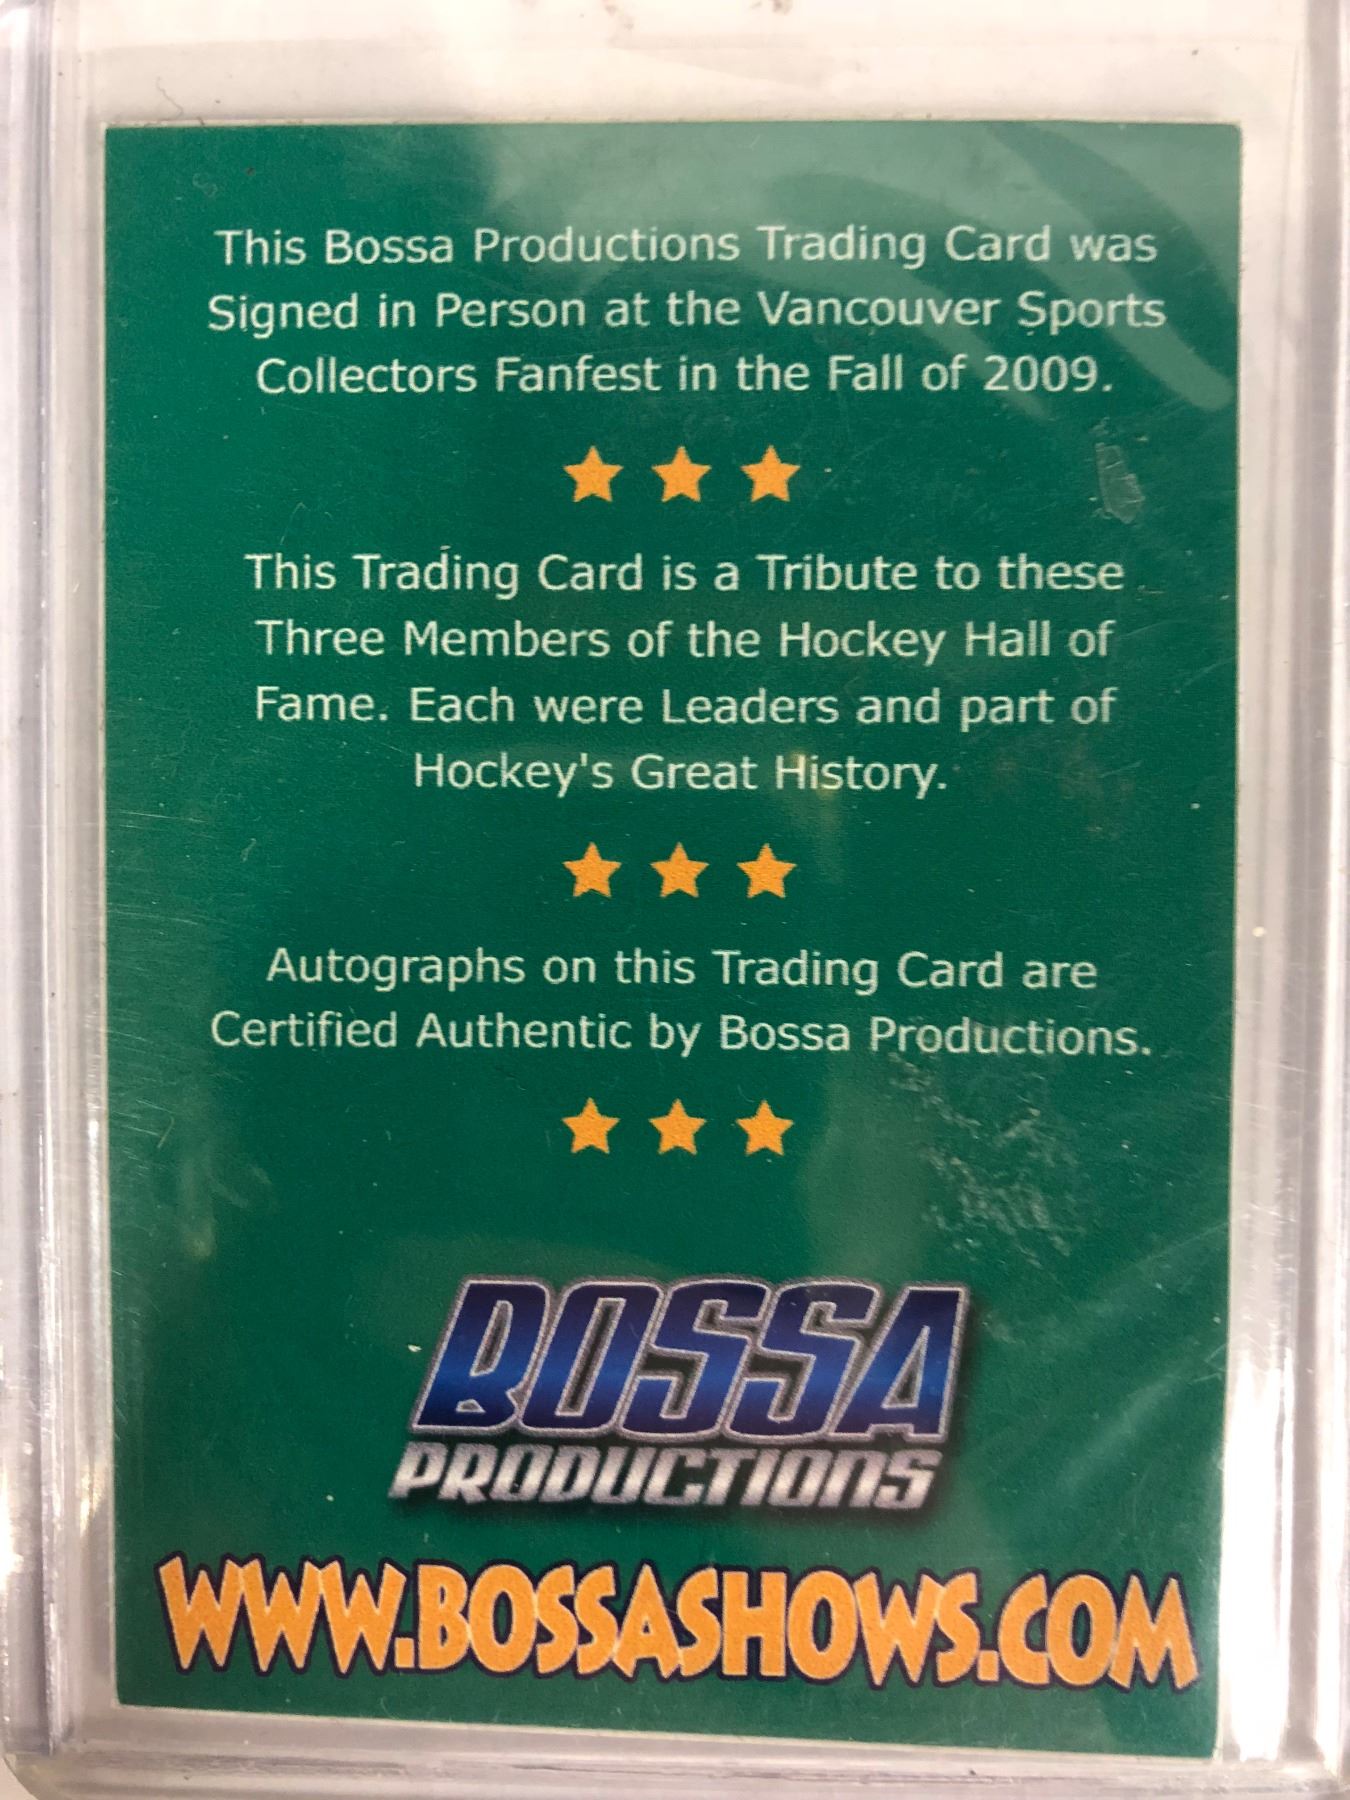 This Bossa Productions Trading Card was
Signed in Person at the Vancouver Sports
Collectors Fanfest in the Fall of 2009.
This Trading Card is a Tribute to these
Three Members of the Hockey Hall of
Fame. Each were Leaders and part of
Hockey's Great History.
Autographs on this Trading Card are
Certified Authentic by Bossa Productions.
BOSSA
PRODUCTIONS
WWW.BOSSASHOWS.COM